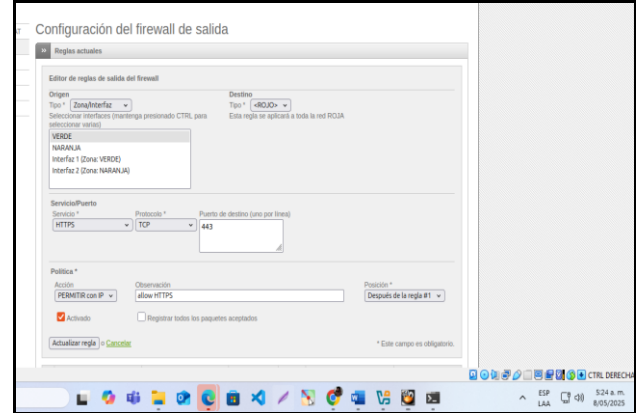 Configuración del firewall de salida
Reglas actuales
Editor de reglas de salida del firewall
Origen
Destino
Tipo * Zona/Interfaz
Tipo * <ROJO>
Seleccionar interfaces (mantenga presionado CTRL para seleccionar varias)
Esta regla se aplicará a toda la red ROJA
VERDE
NARANJA
Interfaz 1 (Zona: VERDE)
Interfaz 2 (Zona: NARANJA)
Servicio/Puerto
Servicio * Protocolo * Puerto de destino (uno por línea)
HTTPS TCP 443
Política *
Acción Observación Posición *
PERMITIR con IP allow HTTPS Después de la regla #1
Activado Registrar todos los paquetes aceptados
Actualizar regla o Cancelar * Este campo es obligatorio.
CTRL DERECHA
ESP 5:24 a. m.
LAA 8/05/2025